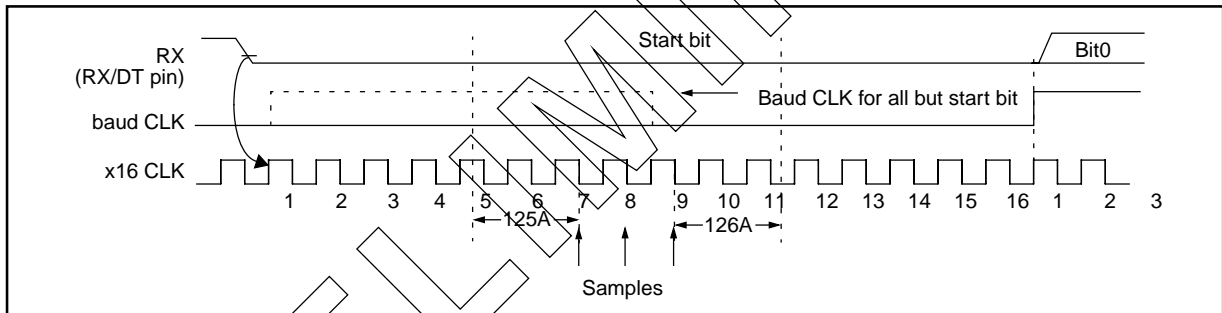 Start bit
RX
(RX/DT pin)
Bit0
Baud CLK for all but start bit
baud CLK
x16 CLK
1 2 3 4 5 6 7 8 9 10 11 12 13 14 15 16 1 2 3
125A 126A
Samples